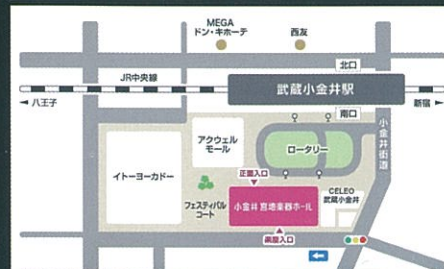 MEGA
ドン・キホーテ
西友
北口
JR中央線
武蔵小金井駅
八王子
新宿
南口
小金井街道
アクウェル
モール
ロータリー
イトーヨーカドー
正面入口
フェスティバル
コート
小金井 宮地楽器ホール
CELEO
武蔵小金井
楽屋入口